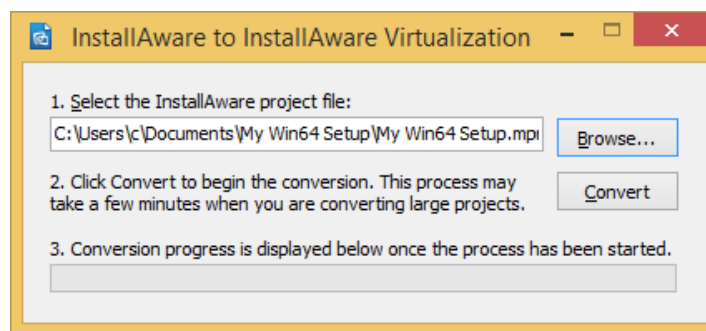 InstallAware to InstallAware Virtualization
1. Select the InstallAware project file:
C:\Users\c\Documents\My Win64 Setup\My Win64 Setup.mp
Browse...
2. Click Convert to begin the conversion. This process may
take a few minutes when you are converting large projects.
Convert
3. Conversion progress is displayed below once the process has been started.